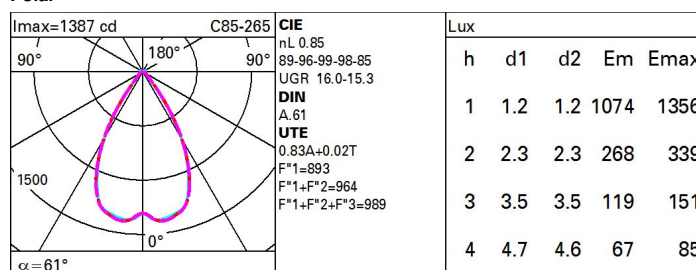 Imax=1387 cd C85-265
90° 180° 90°
1500
0°
α=61°
CIE
nL 0.85
89-96-99-98-85
UGR 16.0-15.3
DIN
A.61
UTE
0.83A+0.02T
F"1=893
F"1+F"2=964
F"1+F"2+F"3=989
Lux
h d1 d2 Em Emax
1 1.2 1.2 1074 1356
2 2.3 2.3 268 339
3 3.5 3.5 119 151
4 4.7 4.6 67 85